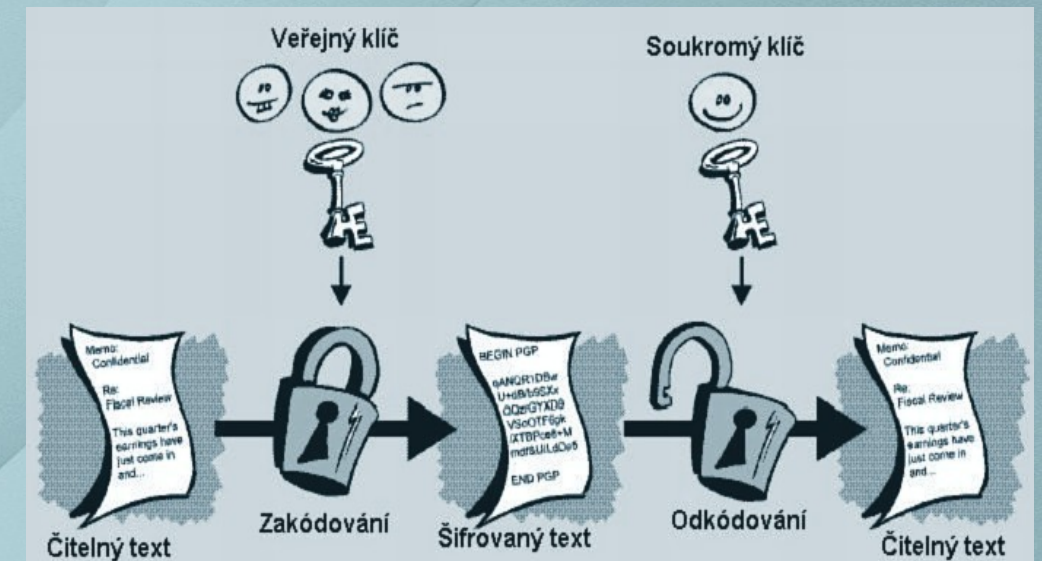 Veřejný klíč
Soukromý klíč
Memo:
Confidential
Re:
Fiscal Review
This quarter's
earnings have
just come in
and...
BEGIN PGP
END PGP
Memo:
Confidential
Re:
Fiscal Review
This quarter's
earnings have
just come in
and...
Zakódování
Odkódování
Čitelný text
Šifrovaný text
Čitelný text